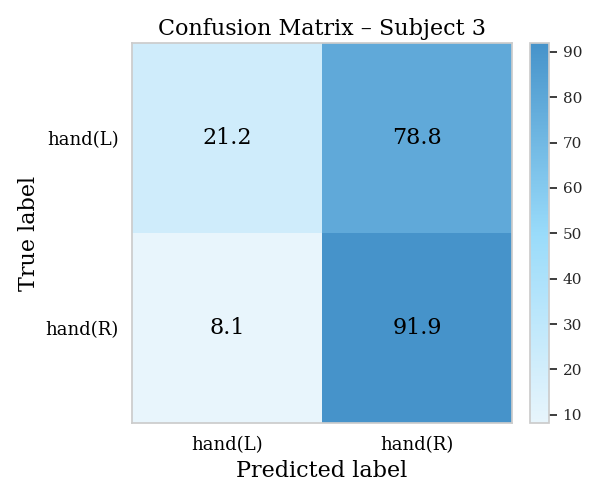 Confusion Matrix – Subject 3
True label
hand(L)
21.2
78.8
hand(R)
8.1
91.9
hand(L)
hand(R)
Predicted label
90
80
70
60
50
40
30
20
10